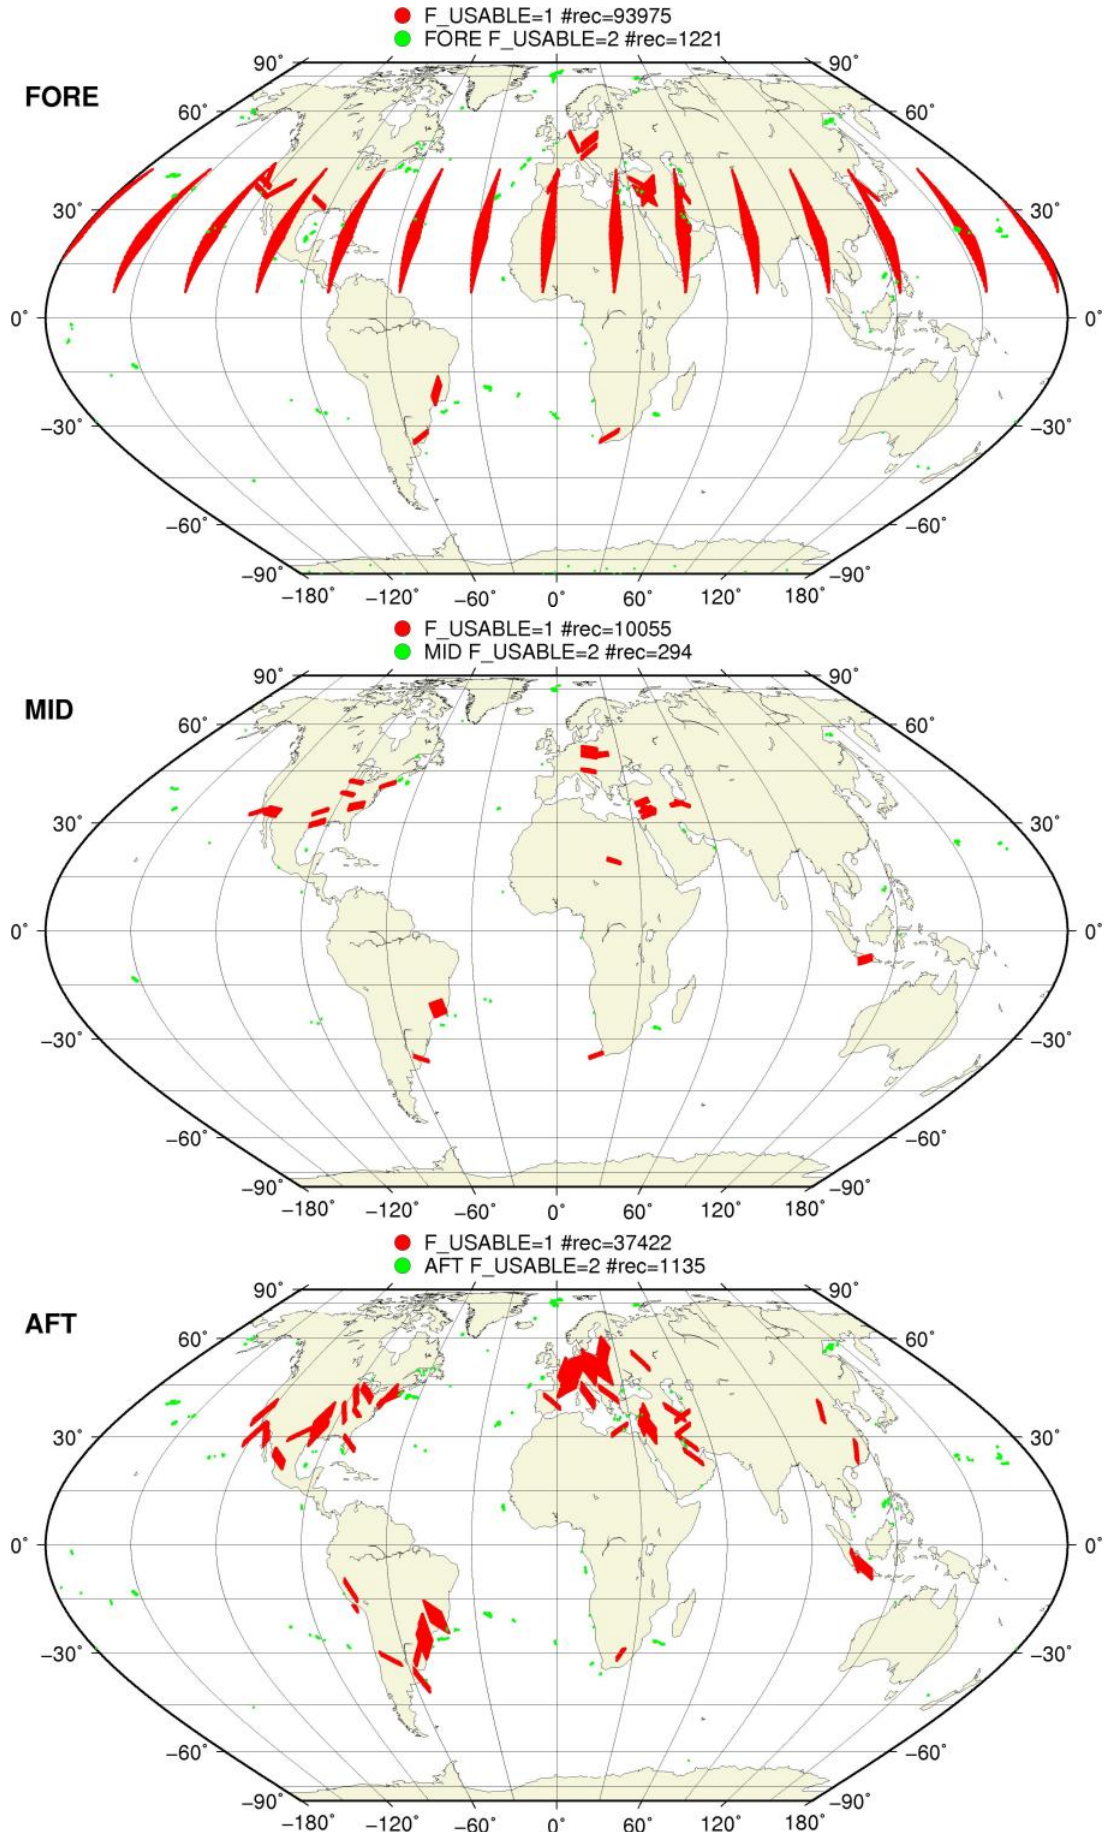 F_USABLE=1 #rec=93975
FORE F_USABLE=2 #rec=1221
FORE
90° 90°
60° 60°
30° 30°
0° 0°
−30° −30°
−60° −60°
−90° −90°
−180° −120° −60° 0° 60° 120° 180°
F_USABLE=1 #rec=10055
MID F_USABLE=2 #rec=294
MID
90° 90°
60° 60°
30° 30°
0° 0°
−30° −30°
−60° −60°
−90° −90°
−180° −120° −60° 0° 60° 120° 180°
F_USABLE=1 #rec=37422
AFT F_USABLE=2 #rec=1135
AFT
90° 90°
60° 60°
30° 30°
0° 0°
−30° −30°
−60° −60°
−90° −90°
−180° −120° −60° 0° 60° 120° 180°